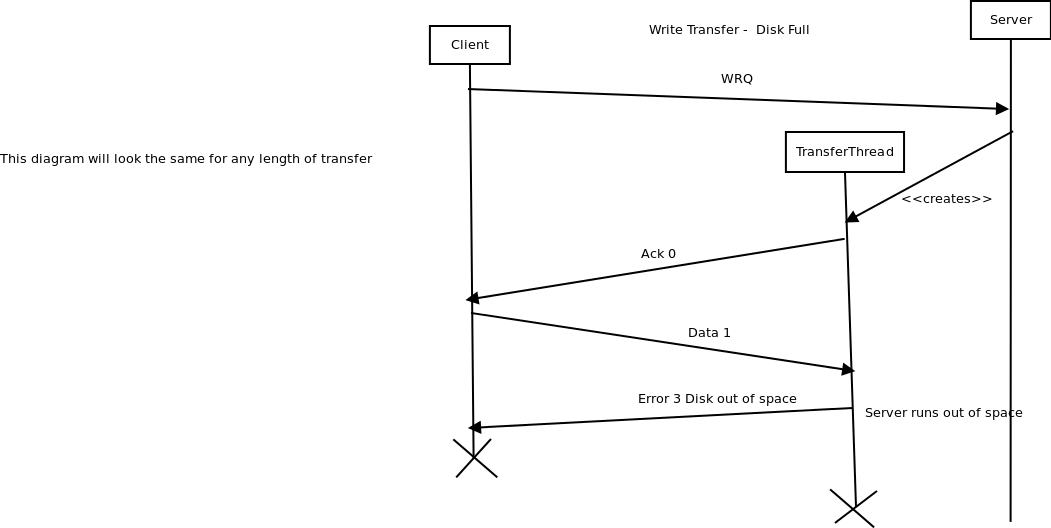 Server
Write Transfer -  Disk Full
Client
WRQ
TransferThread
This diagram will look the same for any length of transfer
<<creates>>
Ack 0
Data 1
Error 3 Disk out of space
Server runs out of space